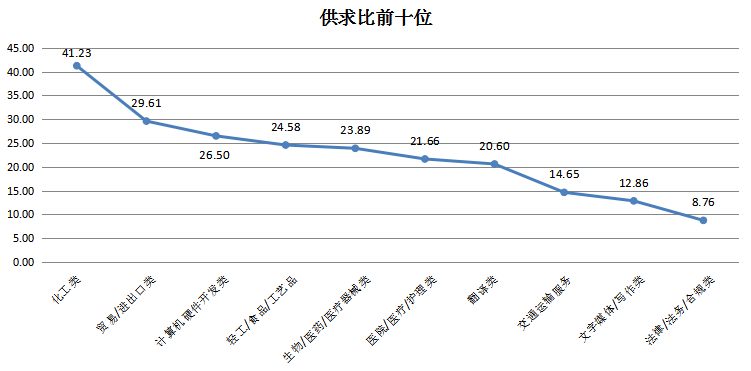 供求比前十位
45.00
40.00
35.00
30.00
25.00
20.00
15.00
10.00
5.00
0.00
41.23
29.61
26.50
24.58
23.89
21.66
20.60
14.65
12.86
8.76
化工类
贸易/进出口类
计算机硬件开发类
轻工/食品/工艺品
生物/医药/医疗器械类
医院/医疗/护理类
翻译类
交通运输服务
文字媒体/写作类
法律/法务/合规类